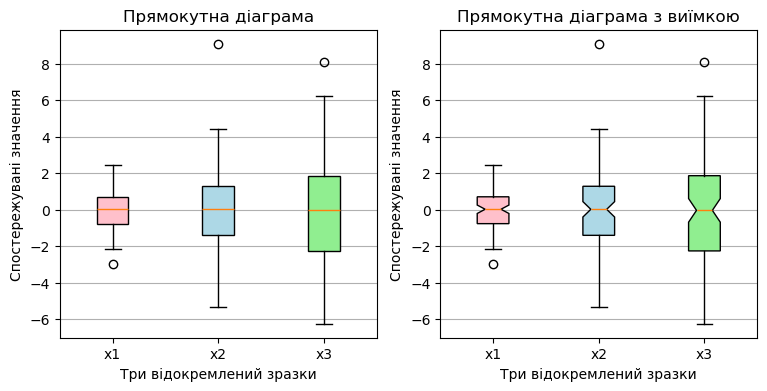 Прямокутна діаграма
Спостережувані значення
8
6
4
2
0
−2
−4
−6
x1 x2 x3
Три відокремлений зразки
Прямокутна діаграма з виїмкою
Спостережувані значення
8
6
4
2
0
−2
−4
−6
x1 x2 x3
Три відокремлений зразки